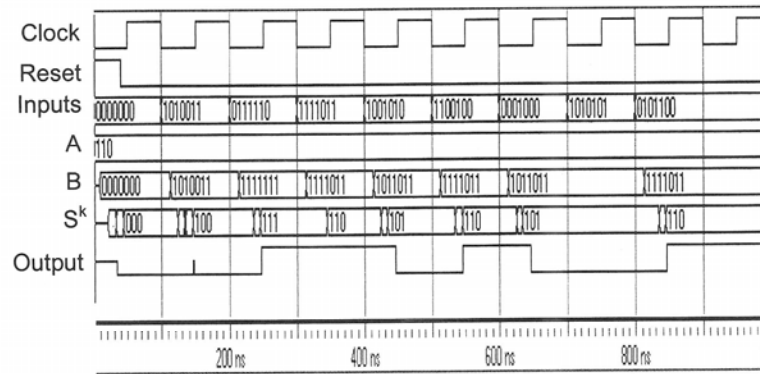 Clock
Reset
Inputs 0000000 1010011 0111110 1111011 1001010 1100100 0001000 1010101 0101100
A 110
B 0000000 1010011 1111111 1111011 1011011 1111011 1011011 1111011
Sk 000 100 111 110 101 110 101 110
Output
200 ns 400 ns 600 ns 800 ns